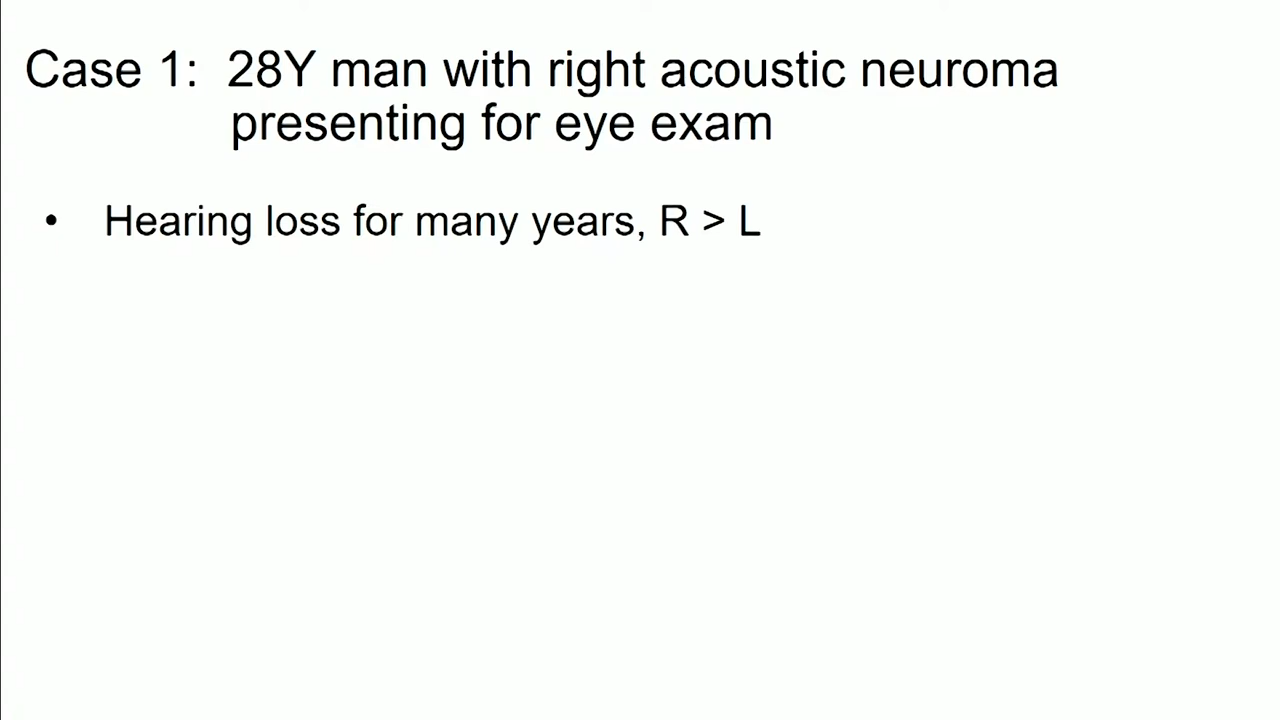 Case 1: 28Y man with right acoustic neuroma
presenting for eye exam
• Hearing loss for many years, R > L